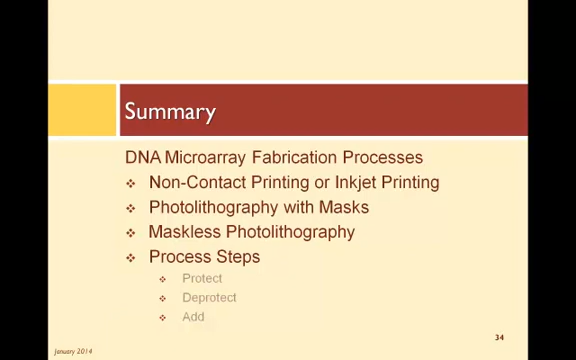 Summary
DNA Microarray Fabrication Processes
Non-Contact Printing or Inkjet Printing
Photolithography with Masks
Maskless Photolithography
Process Steps
Protect
Deprotect
Add
34
January 2014